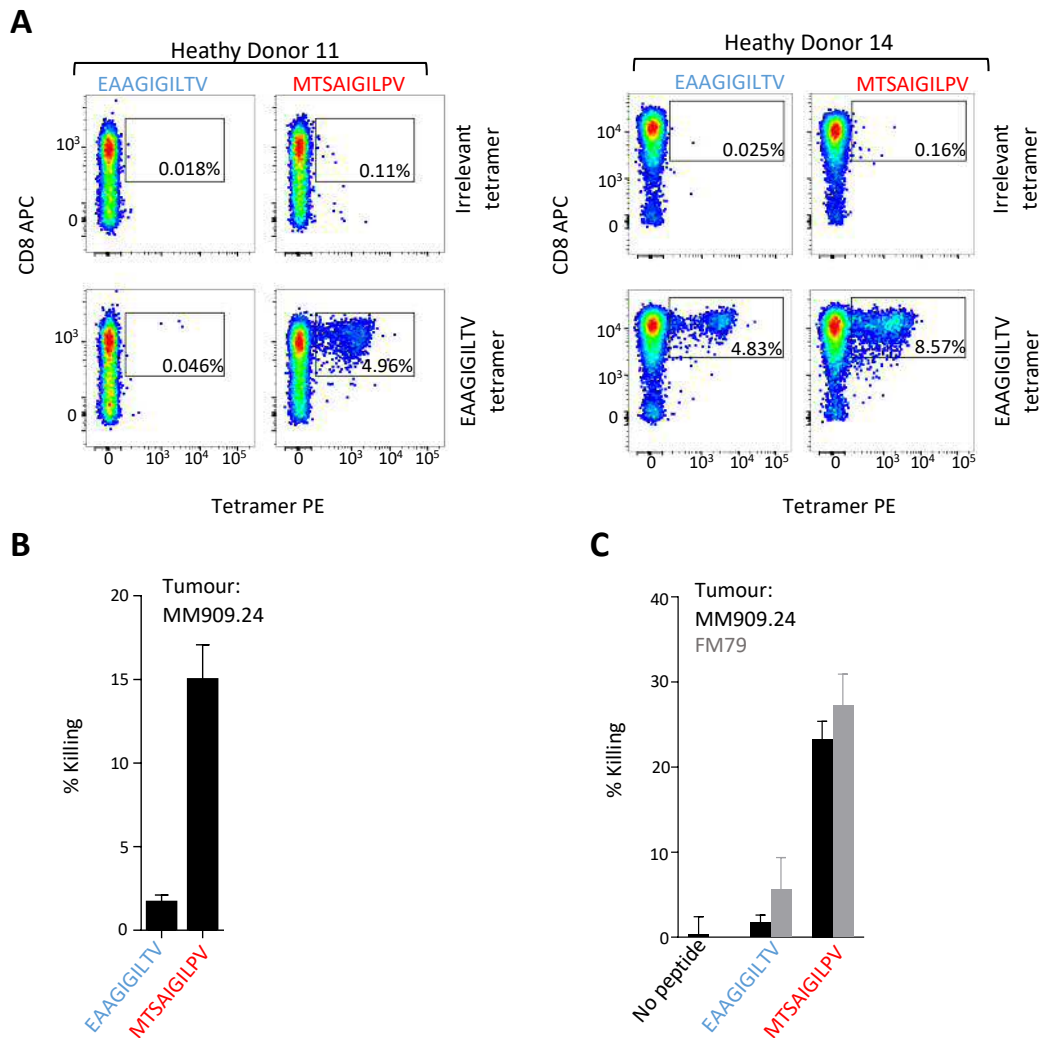 A
Heathy Donor 11
EAAGIGILTV
MTSAIGILPV
CD8 APC
10³
0
0.018%
0.11%
Irrelevant
tetramer
10³
0
0.046%
4.96%
EAAGIGILTV
tetramer
0
10³
10⁴
10⁵
0
10³
10⁴
10⁵
Tetramer PE
Heathy Donor 14
EAAGIGILTV
MTSAIGILPV
CD8 APC
10⁴
10³
0
0.025%
0.16%
Irrelevant
tetramer
10⁴
10³
0
4.83%
8.57%
EAAGIGILTV
tetramer
0
10³
10⁴
10⁵
0
10³
10⁴
10⁵
Tetramer PE
B
Tumour:
MM909.24
% Killing
20
15
10
5
0
EAAGIGILTV
MTSAIGILPV
C
Tumour:
MM909.24
FM79
% Killing
40
30
20
10
0
No peptide
EAAGIGILTV
MTSAIGILPV